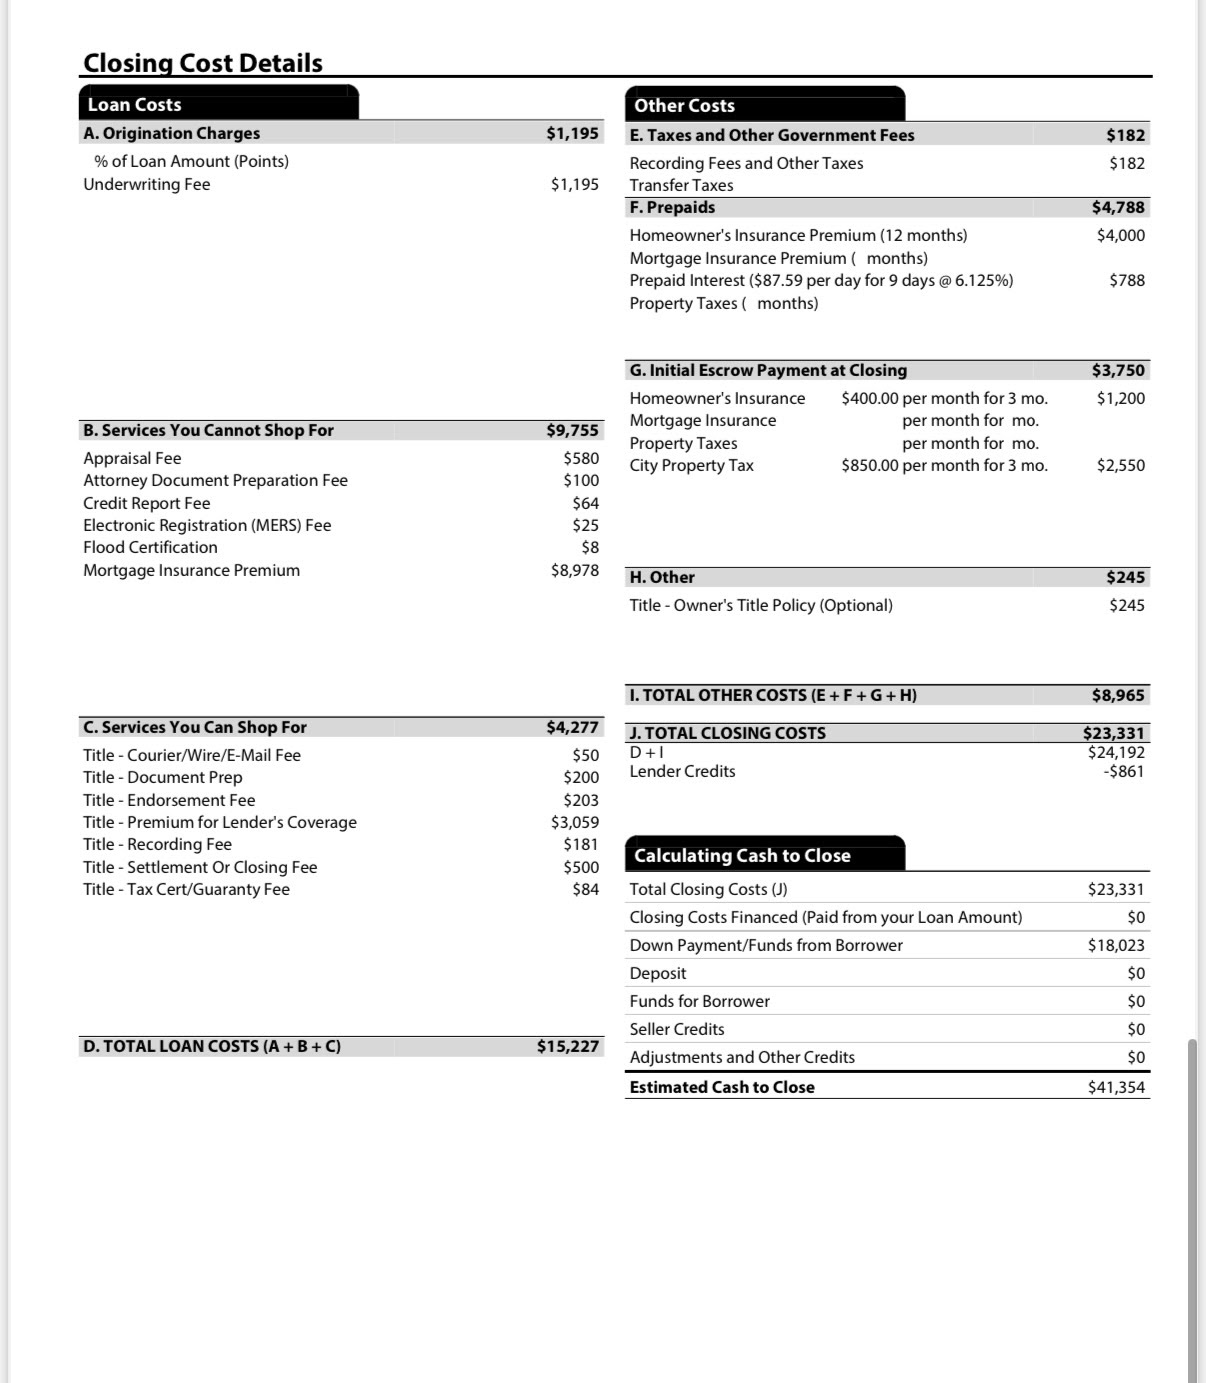 Closing Cost Details
Loan Costs
A. Origination Charges $1,195
% of Loan Amount (Points)
Underwriting Fee $1,195
B. Services You Cannot Shop For $9,755
Appraisal Fee $580
Attorney Document Preparation Fee $100
Credit Report Fee $64
Electronic Registration (MERS) Fee $25
Flood Certification $8
Mortgage Insurance Premium $8,978
C. Services You Can Shop For $4,277
Title - Courier/Wire/E-Mail Fee $50
Title - Document Prep $200
Title - Endorsement Fee $203
Title - Premium for Lender's Coverage $3,059
Title - Recording Fee $181
Title - Settlement Or Closing Fee $500
Title - Tax Cert/Guaranty Fee $84
D. TOTAL LOAN COSTS (A + B + C) $15,227
Other Costs
E. Taxes and Other Government Fees $182
Recording Fees and Other Taxes $182
Transfer Taxes
F. Prepaids $4,788
Homeowner's Insurance Premium (12 months) $4,000
Mortgage Insurance Premium ( months)
Prepaid Interest ($87.59 per day for 9 days @ 6.125%) $788
Property Taxes ( months)
G. Initial Escrow Payment at Closing $3,750
Homeowner's Insurance $400.00 per month for 3 mo. $1,200
Mortgage Insurance per month for mo.
Property Taxes per month for mo.
City Property Tax $850.00 per month for 3 mo. $2,550
H. Other $245
Title - Owner's Title Policy (Optional) $245
I. TOTAL OTHER COSTS (E + F + G + H) $8,965
J. TOTAL CLOSING COSTS $23,331
D + I $24,192
Lender Credits -$861
Calculating Cash to Close
Total Closing Costs (J) $23,331
Closing Costs Financed (Paid from your Loan Amount) $0
Down Payment/Funds from Borrower $18,023
Deposit $0
Funds for Borrower $0
Seller Credits $0
Adjustments and Other Credits $0
Estimated Cash to Close $41,354